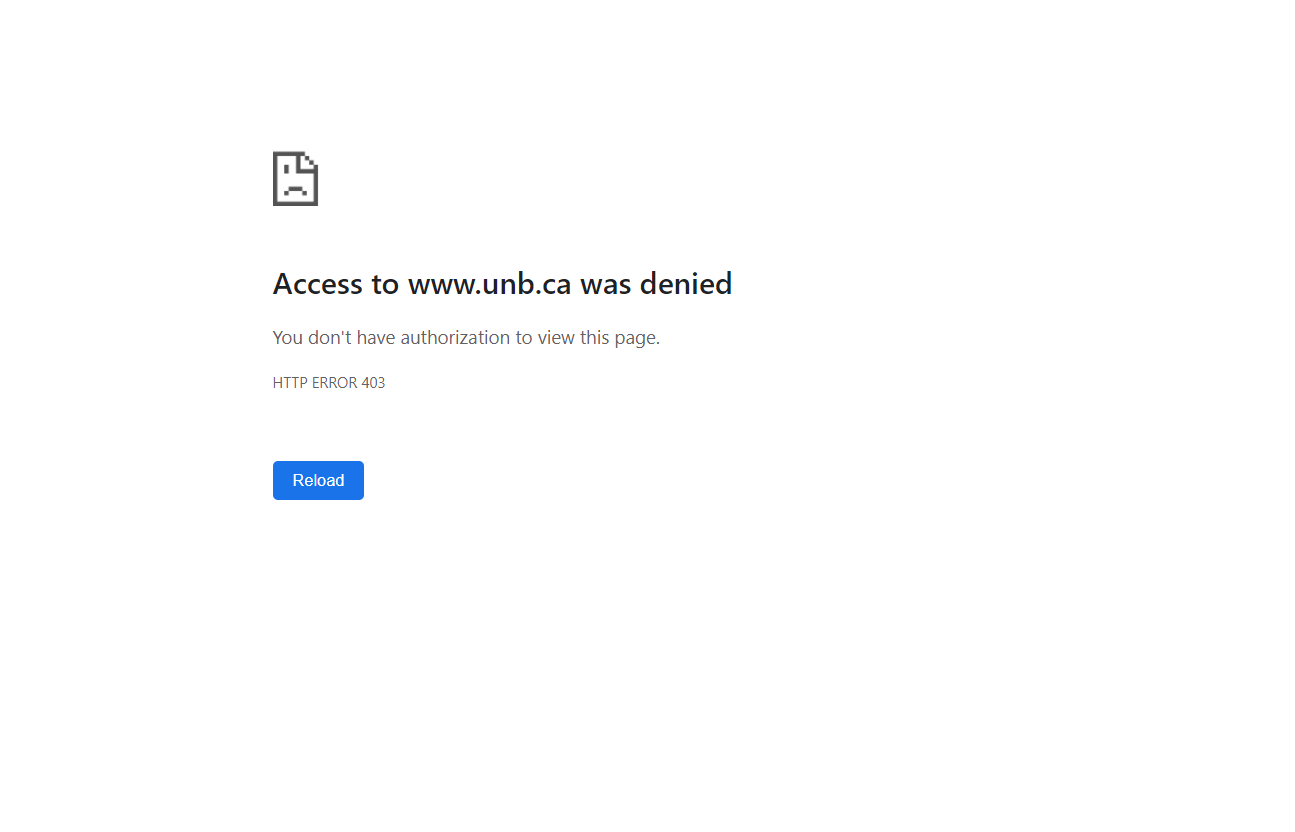 Access to www.unb.ca was denied
You don't have authorization to view this page.
HTTP ERROR 403
Reload